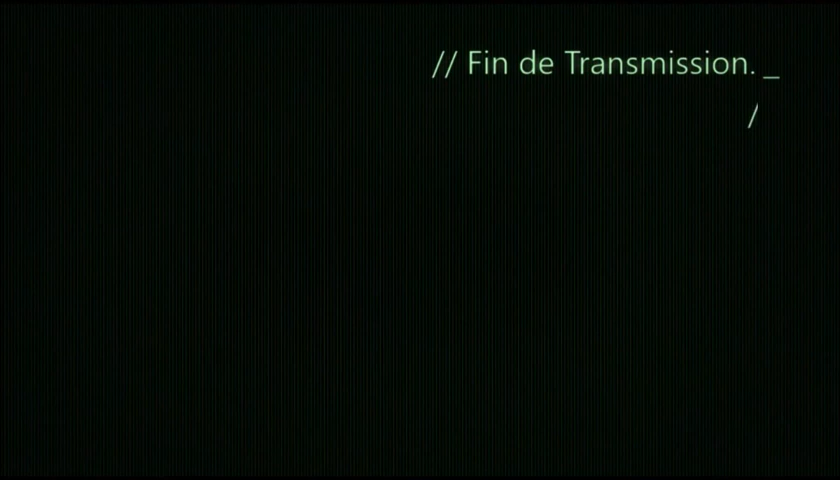 // Fin de Transmission. _
/